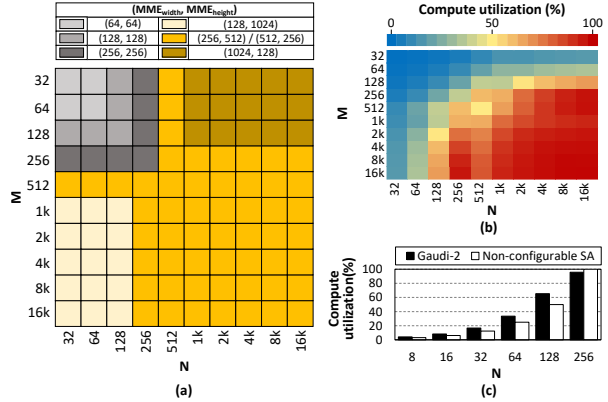 (MMEwidth, MMEheight)
(64, 64)
(128, 1024)
(128, 128)
(256, 512) / (512, 256)
(256, 256)
(1024, 128)
M
32
64
128
256
512
1k
2k
4k
8k
16k
32 64 128 256 512 1k 2k 4k 8k 16k
N
(a)
Compute utilization (%)
0 50 100
M
32
64
128
256
512
1k
2k
4k
8k
16k
32 64 128 256 512 1k 2k 4k 8k 16k
N
(b)
Gaudi-2 Non-configurable SA
Compute
utilization(%)
100
80
60
40
20
0
8 16 32 64 128 256
N
(c)